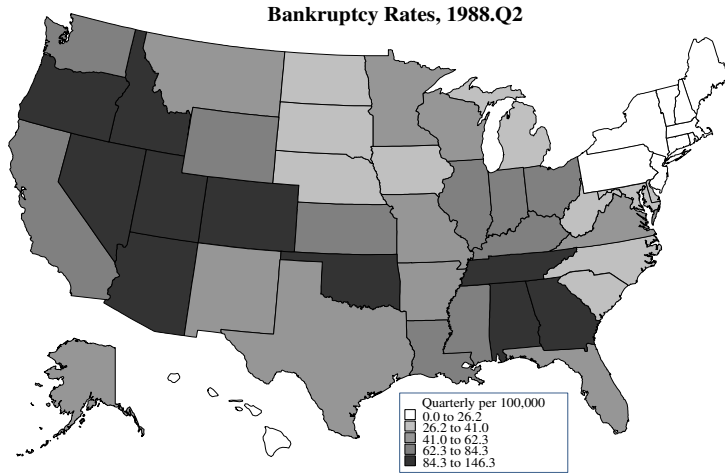 Bankruptcy Rates, 1988.Q2
Quarterly per 100,000
0.0 to 26.2
26.2 to 41.0
41.0 to 62.3
62.3 to 84.3
84.3 to 146.3